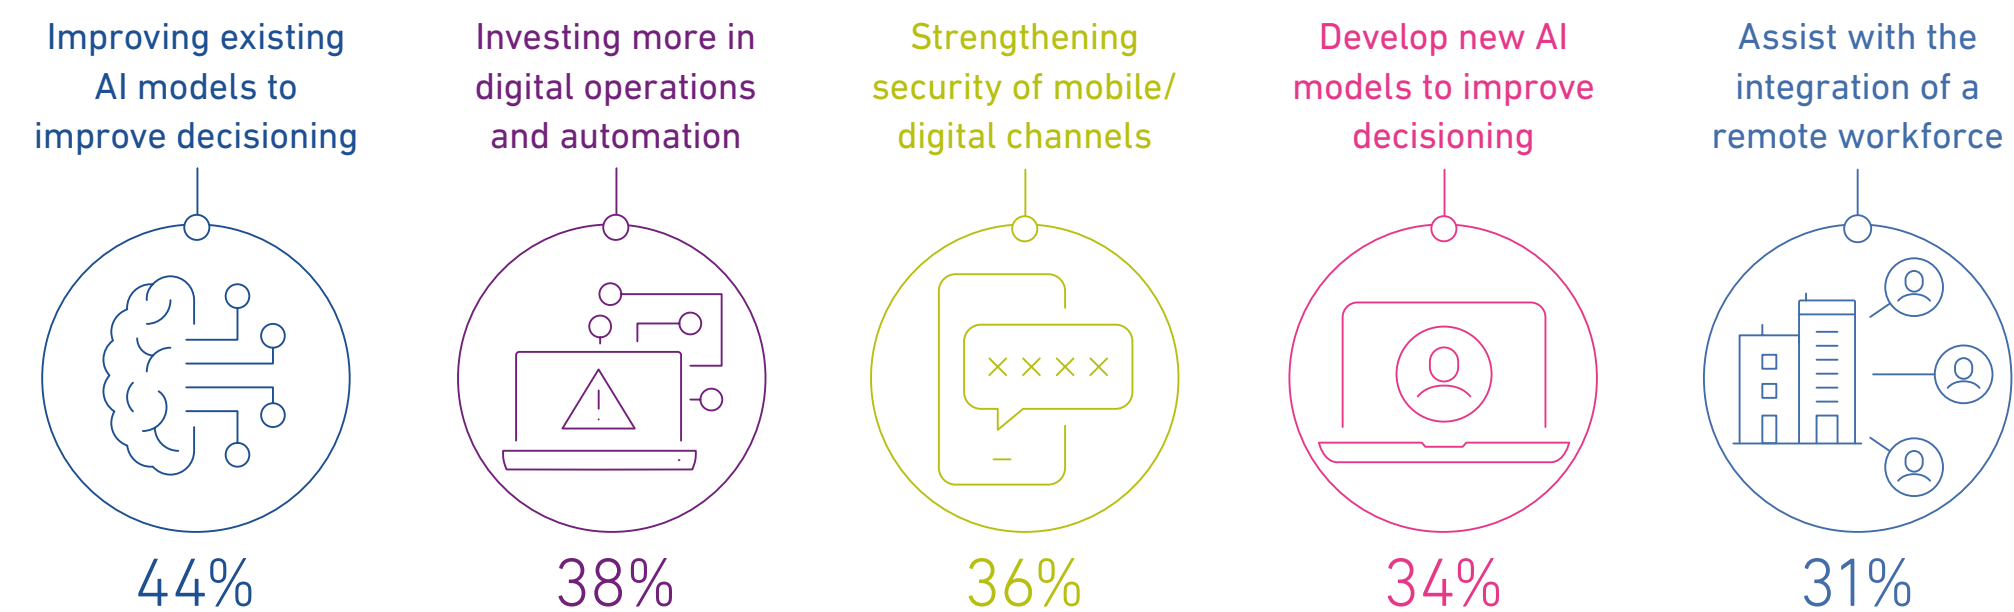 Improving existing
AI models to
improve decisioning
44%
Investing more in
digital operations
and automation
38%
Strengthening
security of mobile/
digital channels
36%
Develop new AI
models to improve
decisioning
34%
Assist with the
integration of a
remote workforce
31%